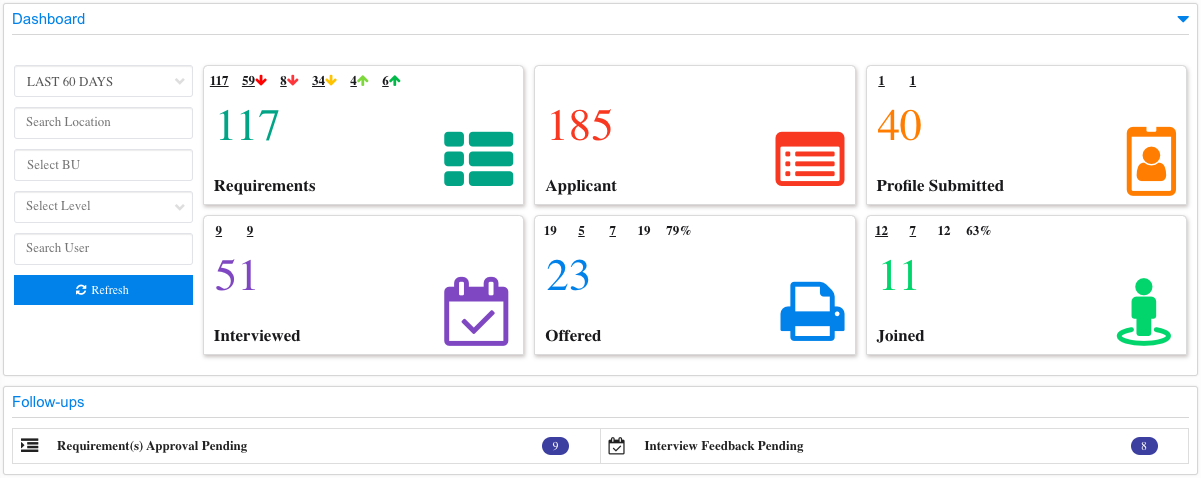 Dashboard
LAST 60 DAYS
Search Location
Select BU
Select Level
Search User
Refresh
117 59 8 34 4 6
117
Requirements
185
Applicant
1 1
40
Profile Submitted
9 9
51
Interviewed
19 5 7 19 79%
23
Offered
12 7 12 63%
11
Joined
Follow-ups
Requirement(s) Approval Pending 9
Interview Feedback Pending 8